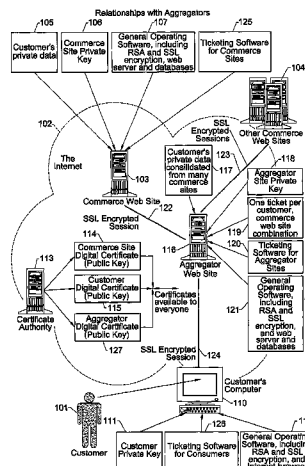 Relationships with Aggregators
105
106
107
125
Customer's
private data
Commerce
Site Private
Key
General Operating
Software, including
RSA and SSL
encryption, web
server and databases
Ticketing Software
for Commerce
Sites
104
102
The
Internet
103
Commerce Web Site
SSL
Encrypted
Sessions
Other Commerce
Web Sites
Customer's
private data
consolidated
from many
commerce
sites
123
117
118
Aggregator
Site Private
Key
One ticket per
customer,
commerce
web site
combination
SSL Encrypted
Session
122
119
114
116
120
Ticketing
Software for
Aggregator
Sites
Commerce Site
Digital Certificate
(Public Key)
Aggregator
Web Site
113
Customer
Digital Certificate
(Public Key)
Certificates
available to
everyone
115
121
General
Operating
Software,
including
RSA and
SSL
encryption,
and web
server and
databases
Certificate
Authority
Aggregator
Digital Certificate
(Public Key)
127
SSL Encrypted
Session
124
Customer's
Computer
110
101
Customer
111
126
11
Customer
Private Key
Ticketing Software
for Consumers
General Operating
Software, including
RSA and SSL
encryption, and